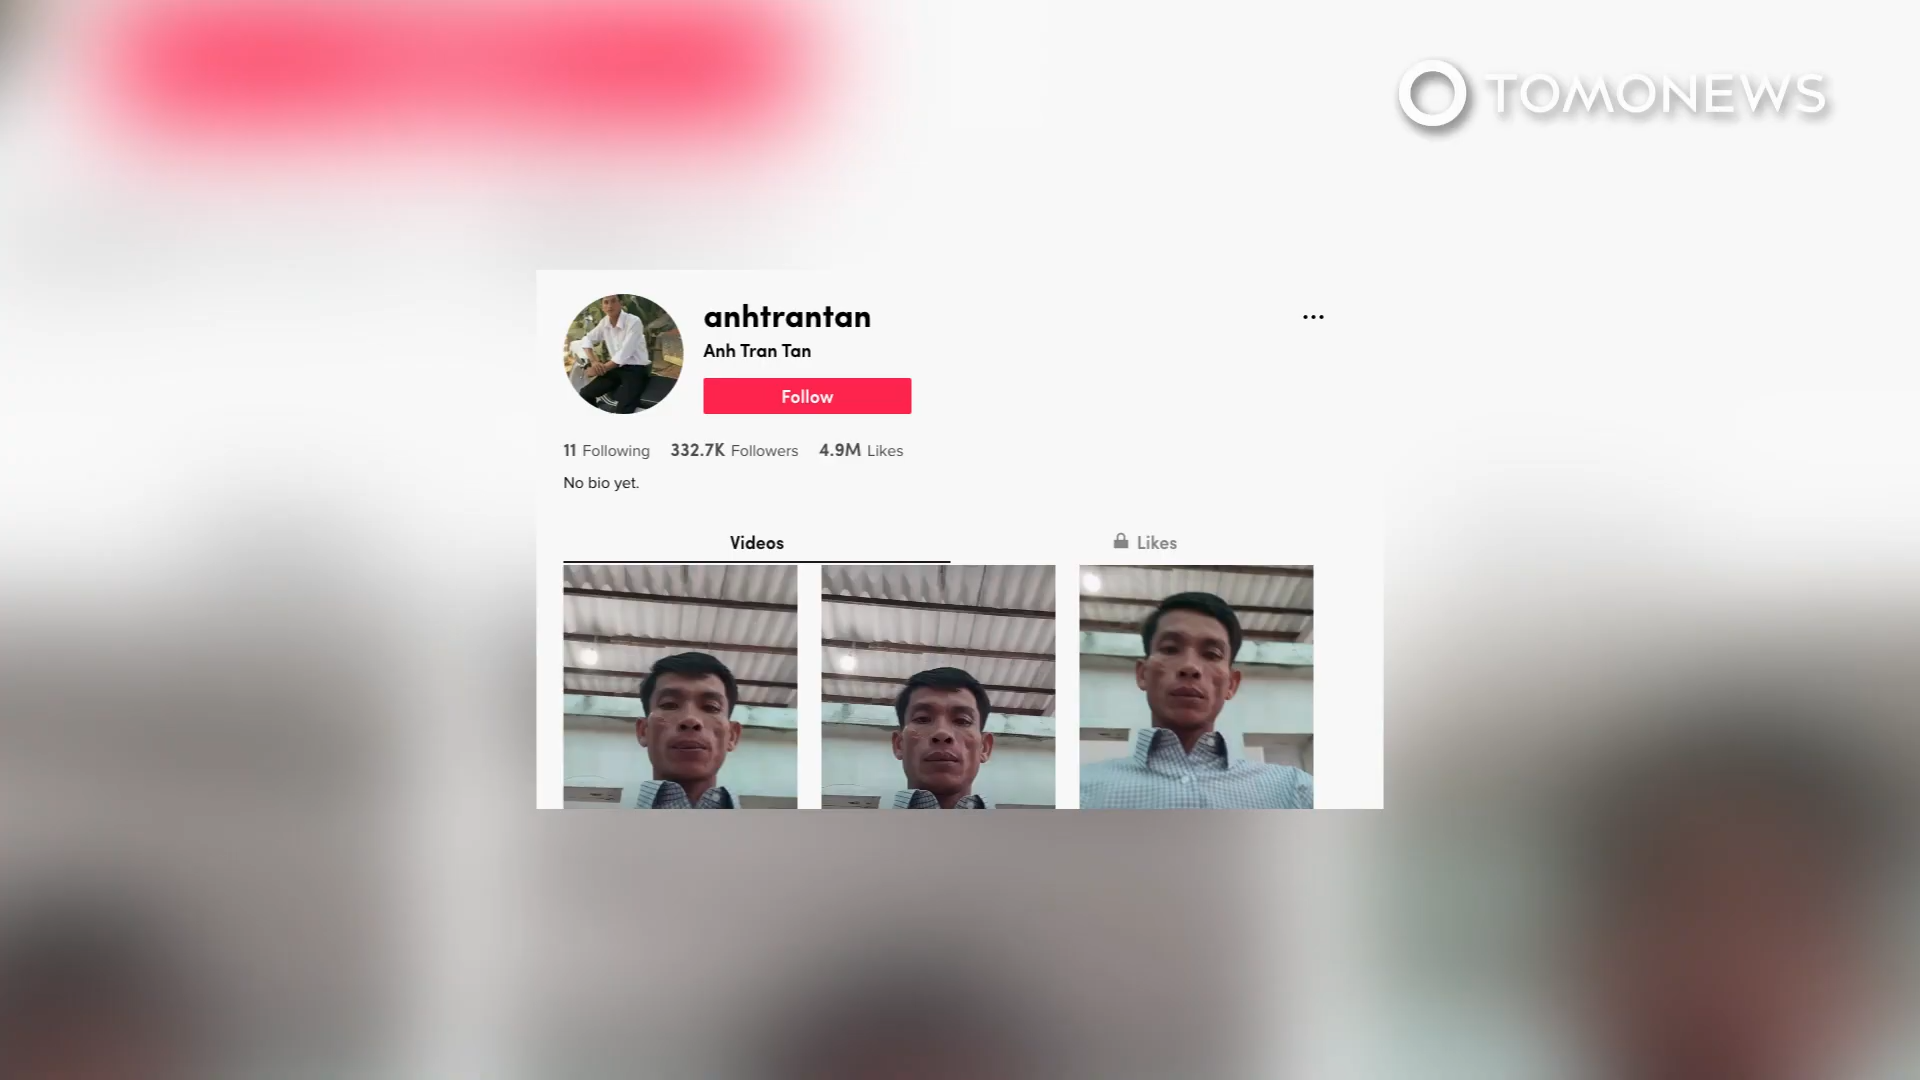 TOMONEWS
anhtrantan
Anh Tran Tan
Follow
11 Following 332.7K Followers 4.9M Likes
No bio yet.
Videos Likes